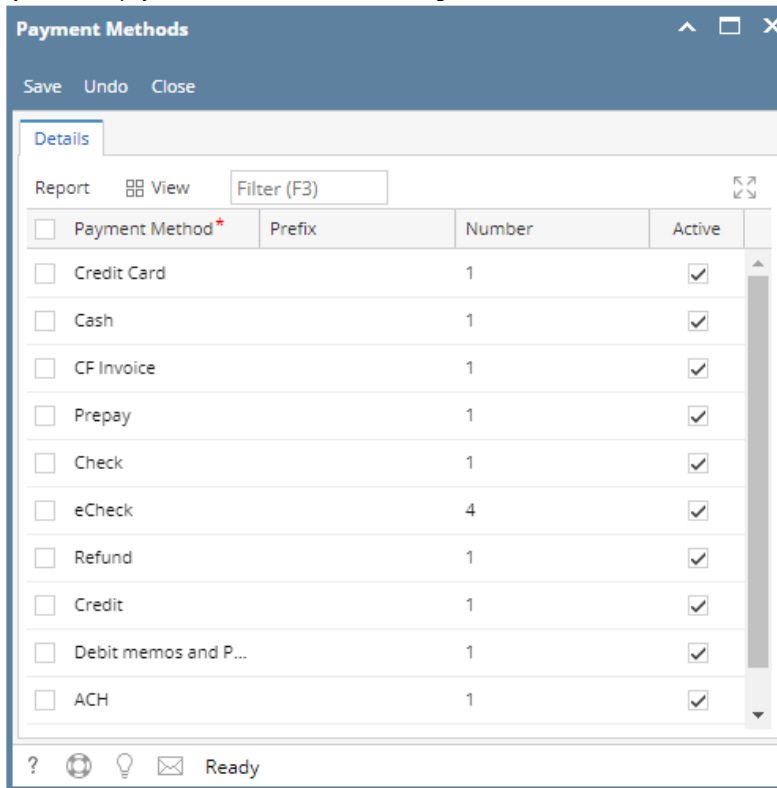 Payment Methods
Save Undo Close
Details
Report View Filter (F3)
Payment Method* Prefix Number Active
Credit Card 1
Cash 1
CF Invoice 1
Prepay 1
Check 1
eCheck 4
Refund 1
Credit 1
Debit memos and P... 1
ACH 1
? Ready